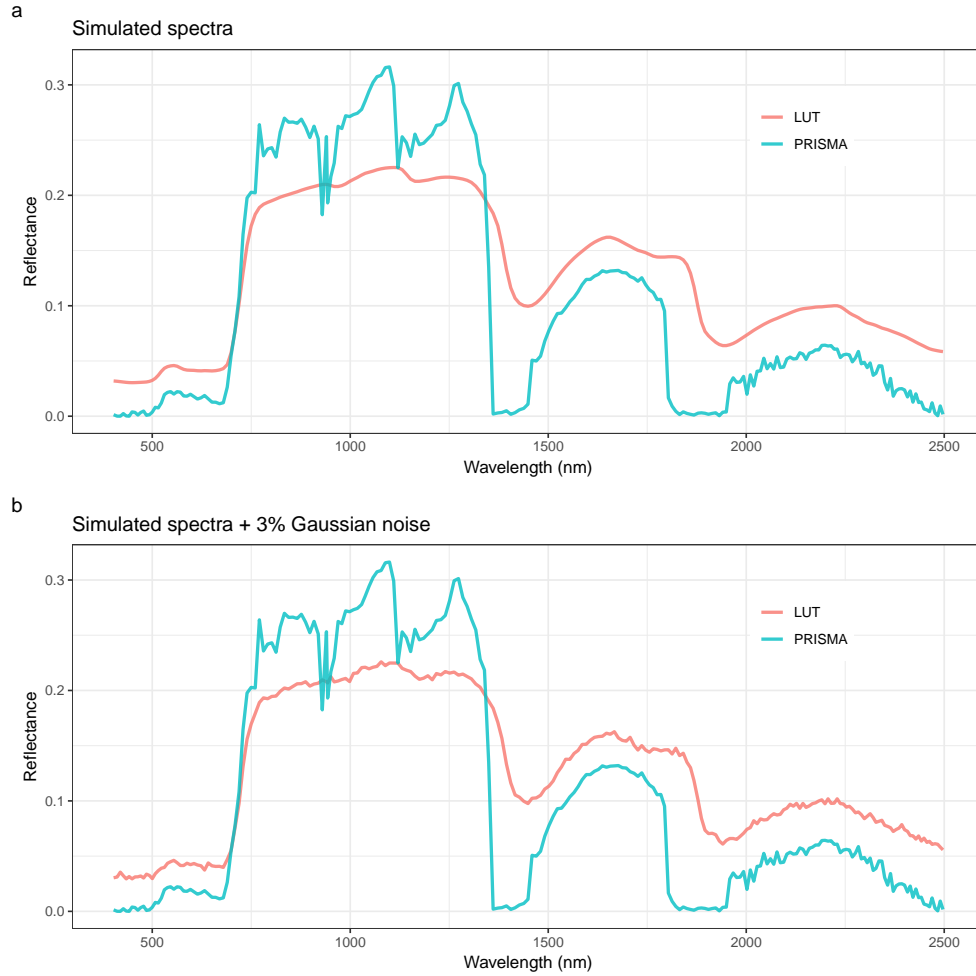 a
Simulated spectra
0.3
0.2
0.1
0.0
Reflectance
LUT
PRISMA
500
1000
1500
2000
2500
Wavelength (nm)
b
Simulated spectra + 3% Gaussian noise
0.3
0.2
0.1
0.0
Reflectance
LUT
PRISMA
500
1000
1500
2000
2500
Wavelength (nm)